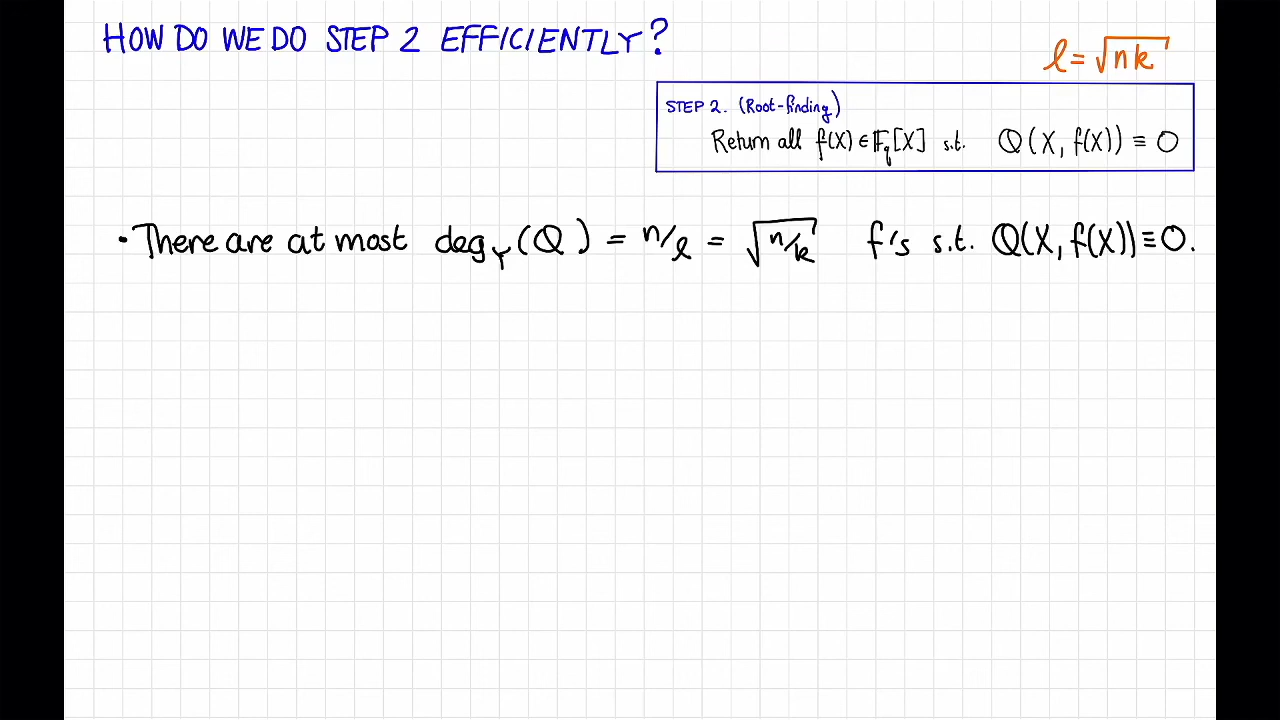 HOW DO WE DO STEP 2 EFFICIENTLY?
l = √nk
STEP 2. (Root-finding)
Return all f(X) ∈ 𝔽_q[X] s.t. Q(X, f(X)) ≡ 0
• There are at most deg_Y(Q) = n/l = √n/k f's s.t. Q(X, f(X)) ≡ 0.